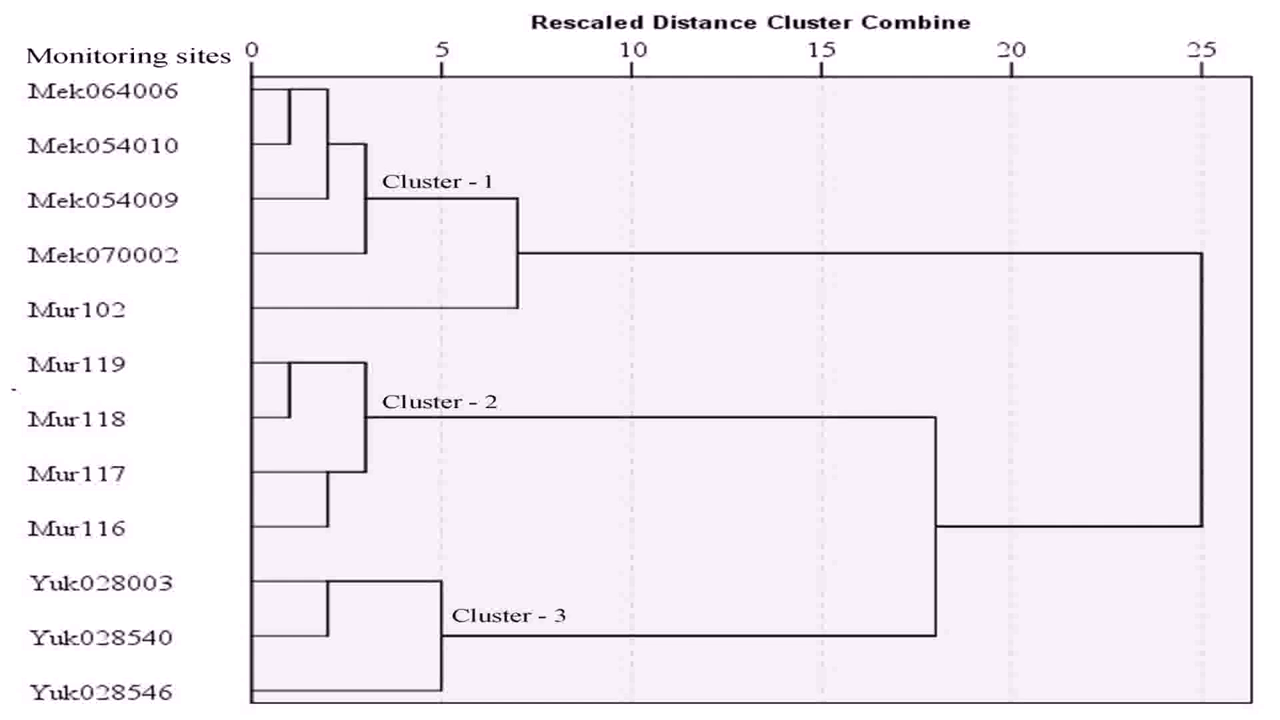 Rescaled Distance Cluster Combine
Monitoring sites 0 5 10 15 20 25
Mek064006
Mek054010
Cluster - 1
Mek054009
Mek070002
Mur102
Mur119
Cluster - 2
Mur118
Mur117
Mur116
Yuk028003
Cluster - 3
Yuk028540
Yuk028546